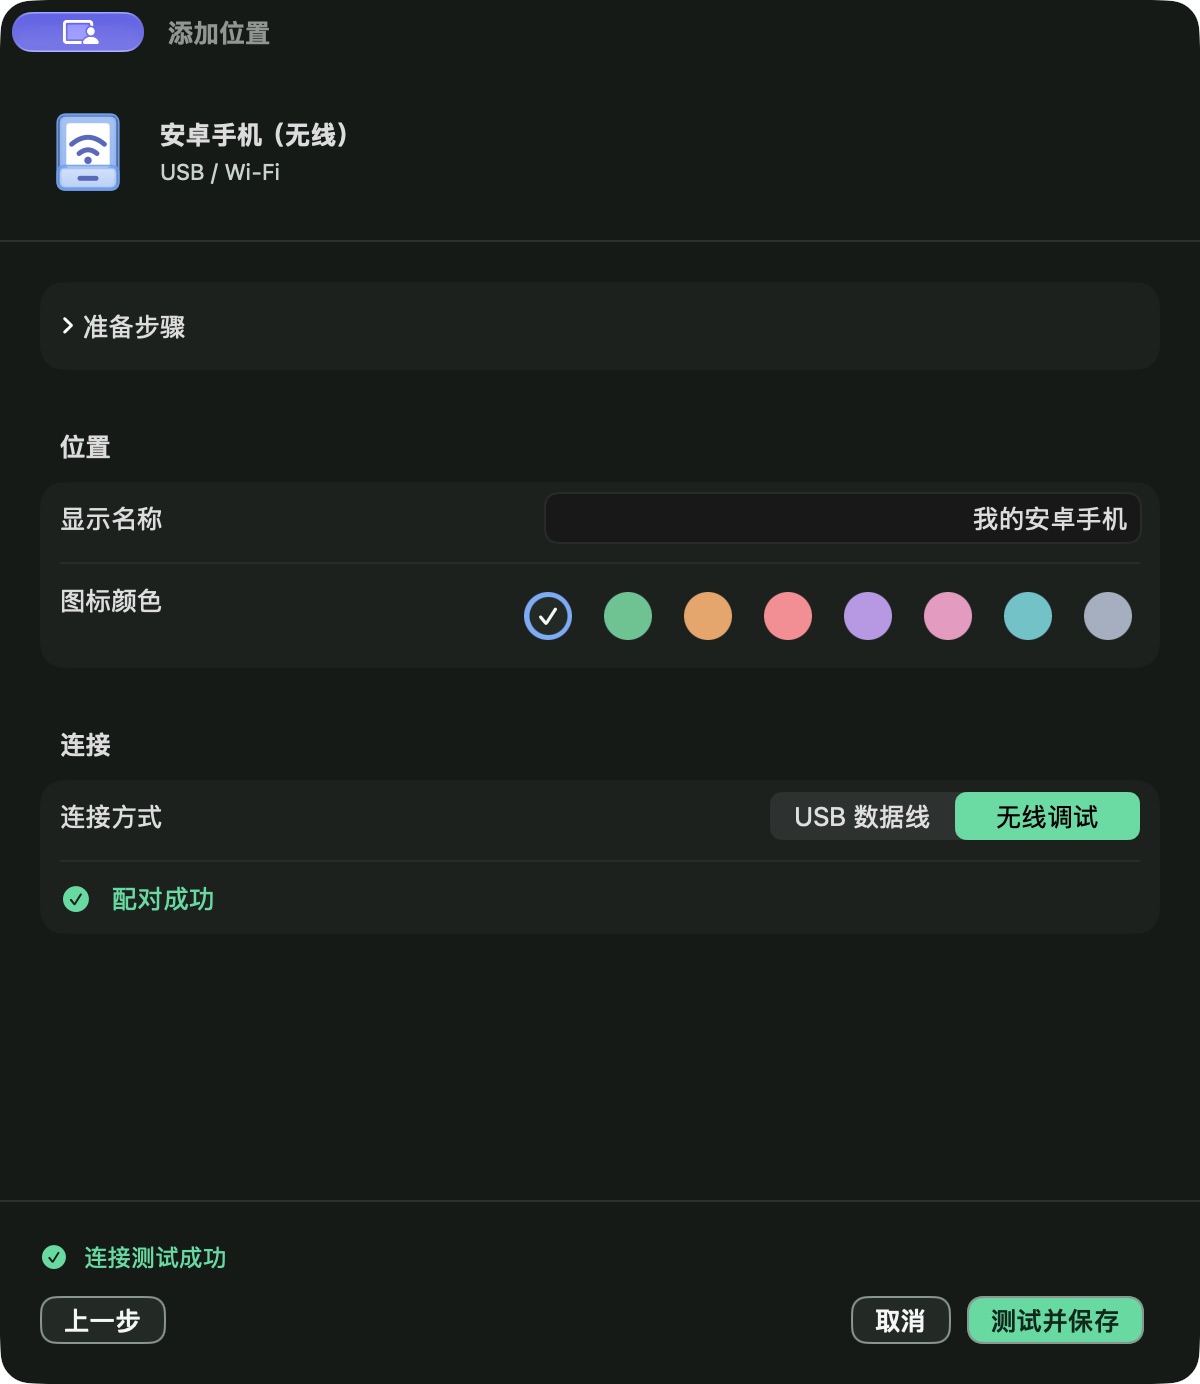 添加位置
安卓手机（无线）
USB / Wi-Fi
准备步骤
位置
显示名称 我的安卓手机
图标颜色
连接
连接方式 USB 数据线 无线调试
配对成功
连接测试成功
上一步 取消 测试并保存